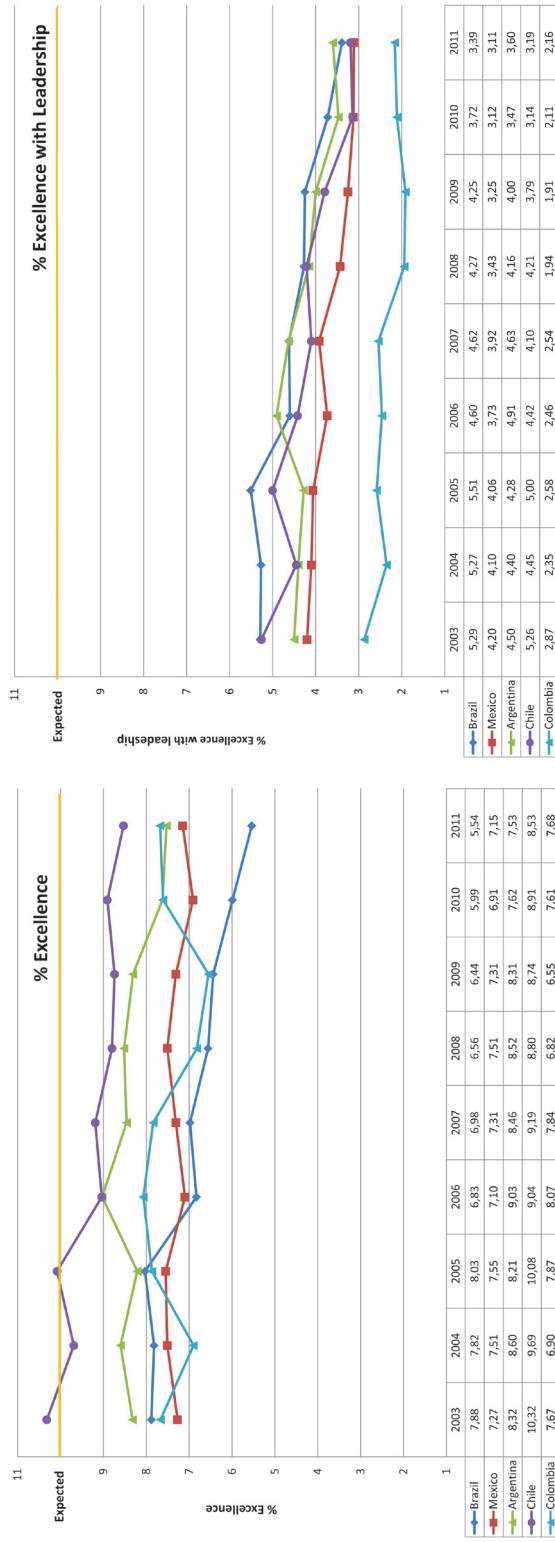 % Excellence
11
Expected
9
8
7
6
5
4
3
2
1
% Excellence
2003 2004 2005 2006 2007 2008 2009 2010 2011
Brazil 7,88 7,82 8,03 6,83 6,98 6,56 6,44 5,99 5,54
Mexico 7,27 7,51 7,55 7,10 7,31 7,51 7,31 6,91 7,15
Argentina 8,32 8,60 8,21 9,03 8,46 8,52 8,31 7,62 7,53
Chile 10,32 9,69 10,08 9,04 9,19 8,80 8,74 8,91 8,53
Colombia 7,67 6,90 7,87 8,07 7,84 6,82 6,55 7,61 7,68
% Excellence with Leadership
11
Expected
9
8
7
6
5
4
3
2
1
% Excellence with leadeship
2003 2004 2005 2006 2007 2008 2009 2010 2011
Brazil 5,29 5,27 5,51 4,60 4,62 4,27 4,25 3,72 3,39
Mexico 4,20 4,10 4,06 3,73 3,92 3,43 3,25 3,12 3,11
Argentina 4,50 4,40 4,28 4,91 4,63 4,16 4,00 3,47 3,60
Chile 5,26 4,45 5,00 4,42 4,10 4,21 3,79 3,14 3,19
Colombia 2,87 2,35 2,58 2,46 2,54 1,94 1,91 2,11 2,16